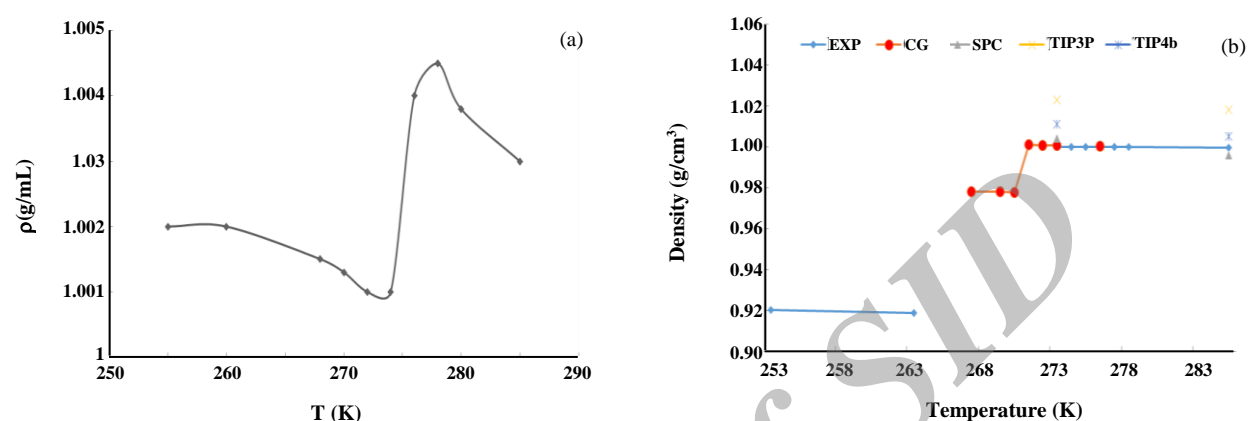 (a)
1.005
1.004
1.03
1.002
1.001
1
250 260 270 280 290
ρ(g/mL)
T (K)
(b)
EXP CG SPC TIP3P TIP4b
1.06
1.04
1.02
1.00
0.98
0.96
0.94
0.92
0.90
253 258 263 268 273 278 283
Density (g/cm³)
Temperature (K)
SID